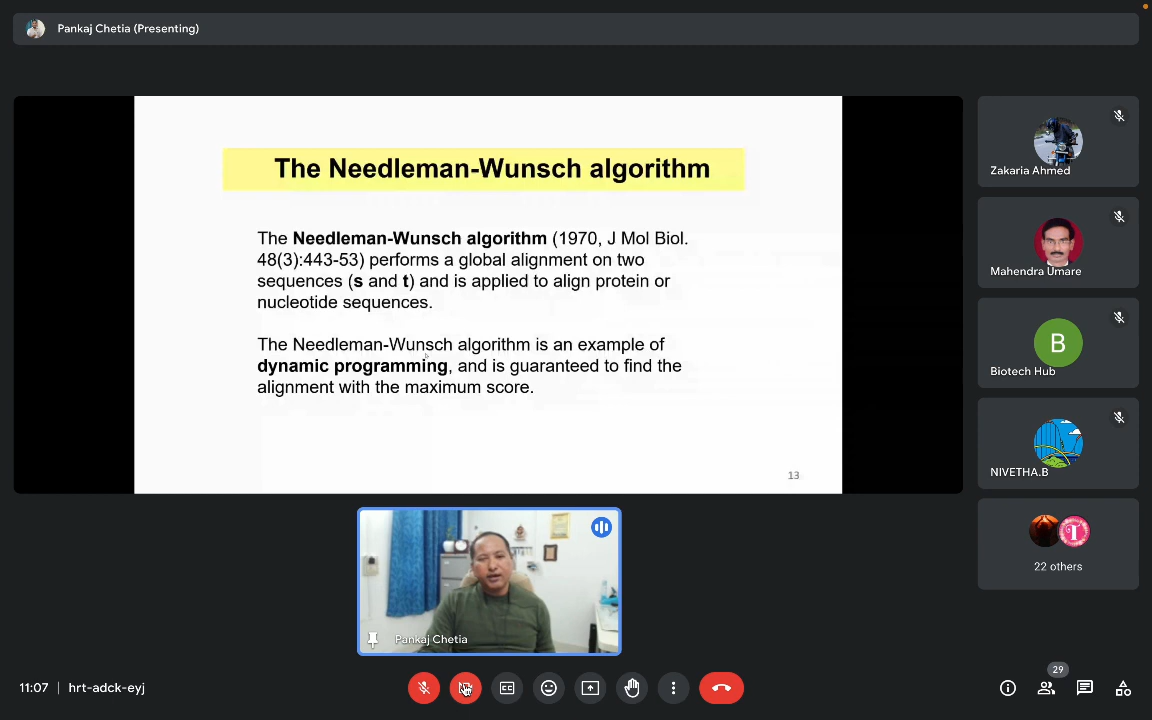 Pankaj Chetia (Presenting)
The Needleman-Wunsch algorithm
The Needleman-Wunsch algorithm (1970, J Mol Biol.
48(3):443-53) performs a global alignment on two
sequences (s and t) and is applied to align protein or
nucleotide sequences.
The Needleman-Wunsch algorithm is an example of
dynamic programming, and is guaranteed to find the
alignment with the maximum score.
13
Zakaria Ahmed
Mahendra Umare
B
Biotech Hub
NIVETHA.B
T
22 others
Pankaj Chetia
11:07 | hrt-adck-eyj
CC
29